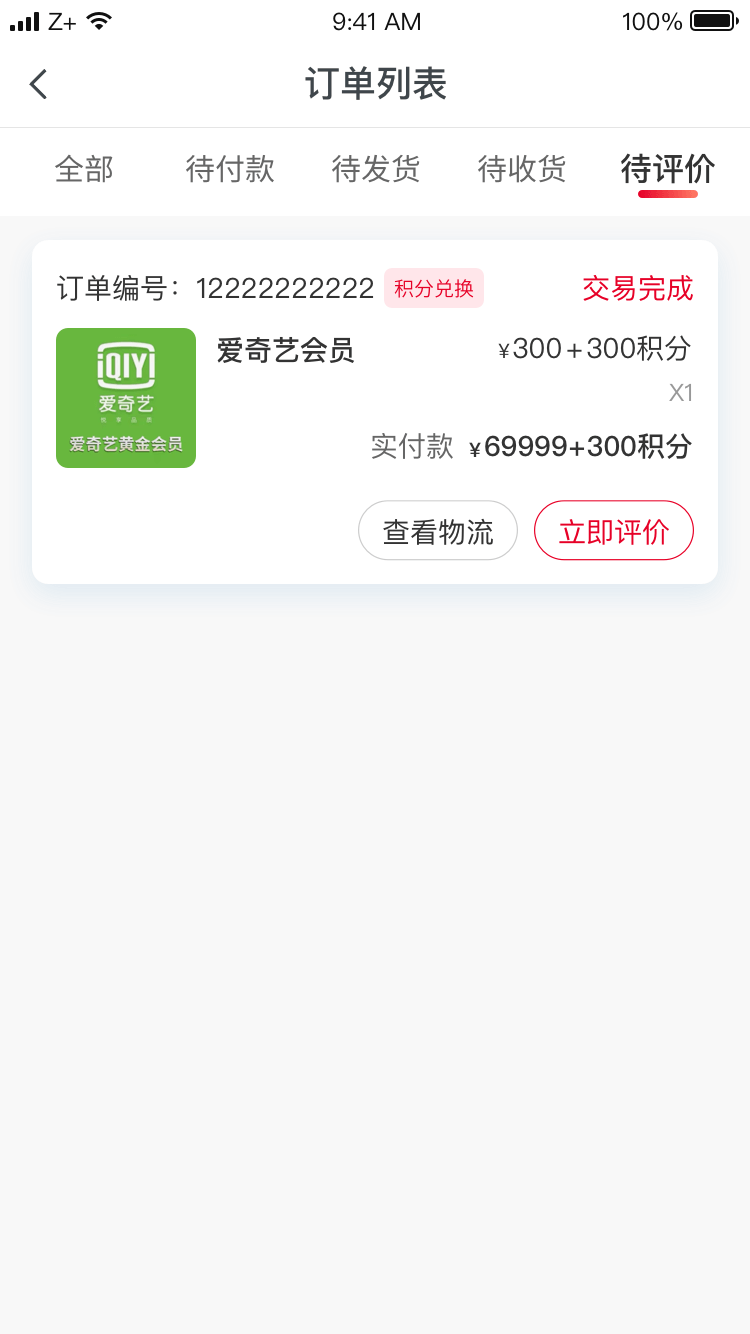 Z+ 9:41 AM 100%
订单列表
全部 待付款 待发货 待收货 待评价
订单编号：12222222222 积分兑换 交易完成
iQIYI
爱奇艺
爱奇艺黄金会员
爱奇艺会员 ¥300+300积分
X1
实付款 ¥69999+300积分
查看物流 立即评价